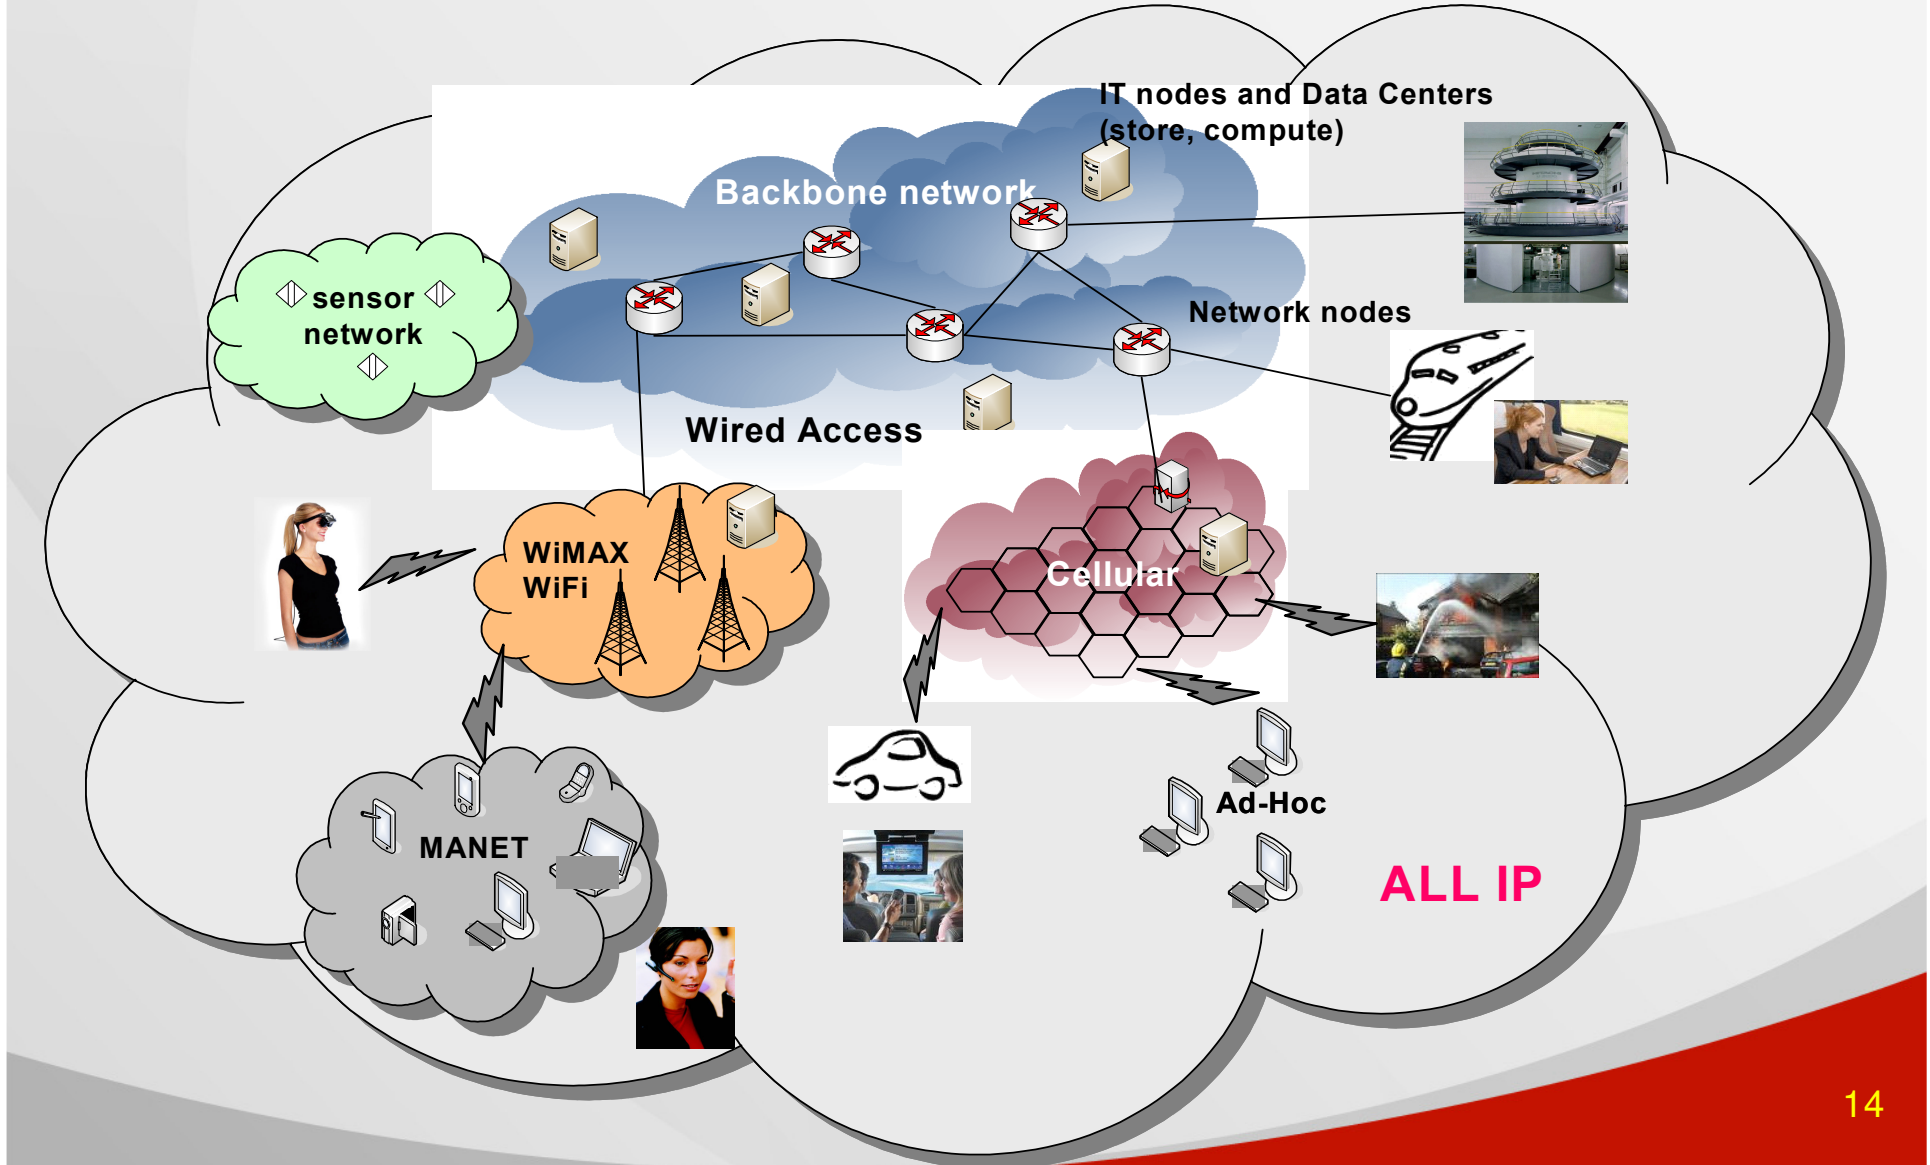 IT nodes and Data Centers
(store, compute)
Backbone network
sensor
network
Network nodes
Wired Access
WiMAX
WiFi
Cellular
Ad-Hoc
MANET
ALL IP
14